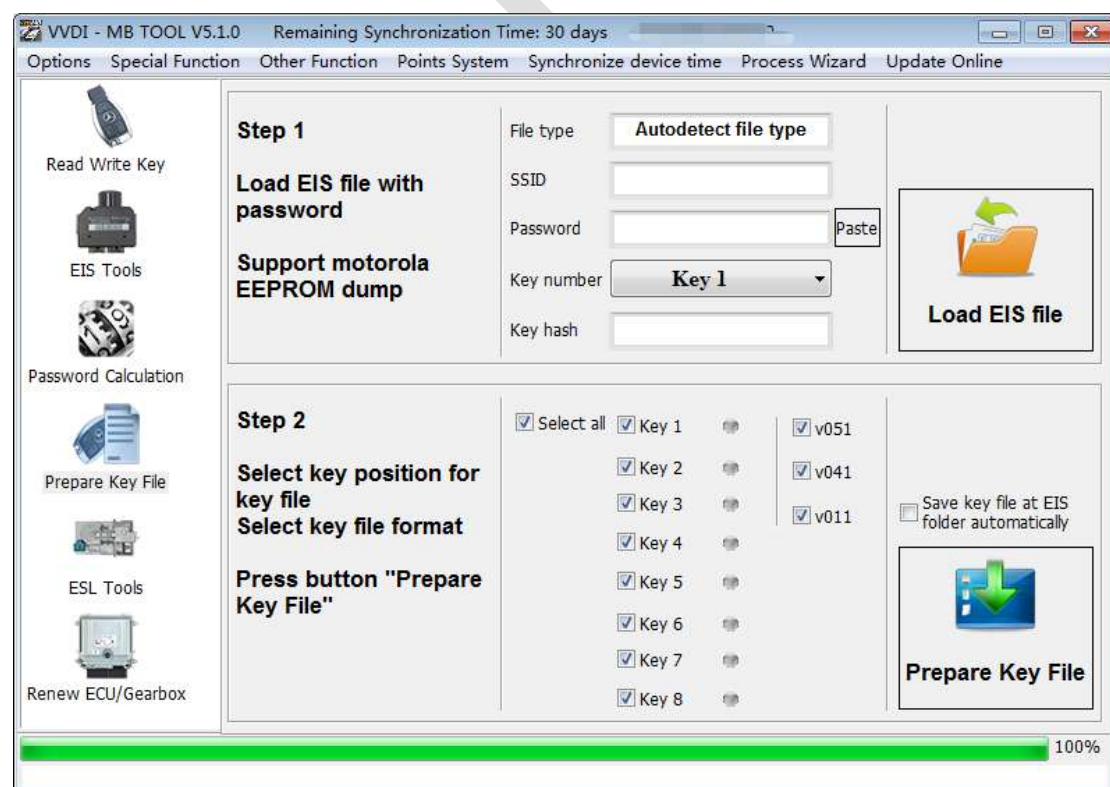 VVDI - MB TOOL V5.1.0 Remaining Synchronization Time: 30 days
Options Special Function Other Function Points System Synchronize device time Process Wizard Update Online
Read Write Key
EIS Tools
Password Calculation
Prepare Key File
ESL Tools
Renew ECU/Gearbox
Step 1
Load EIS file with
password
Support motorola
EEPROM dump
File type Autodetect file type
SSID
Password Paste
Key number Key 1
Key hash
Load EIS file
Step 2
Select key position for
key file
Select key file format
Press button "Prepare
Key File"
Select all Key 1 v051
Key 2 v041
Key 3 v011
Key 4
Key 5
Key 6
Key 7
Key 8
Save key file at EIS
folder automatically
Prepare Key File
100%